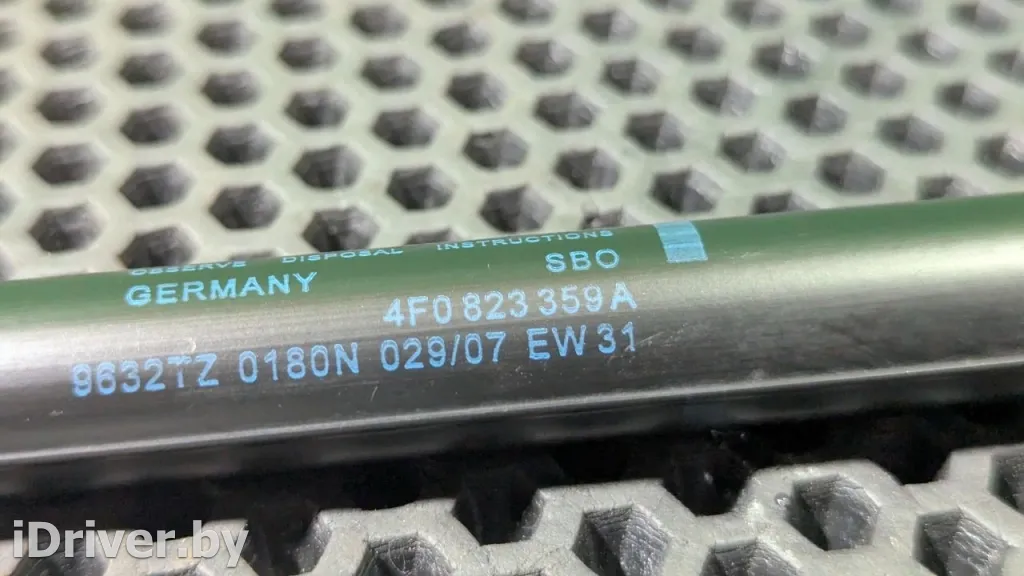 OBSERVE DISPOSAL INSTRUCTIONS
GERMANY SBO
4F0 823 359 A
9632TZ 0180N 029/07 EW 31
iDriver.by